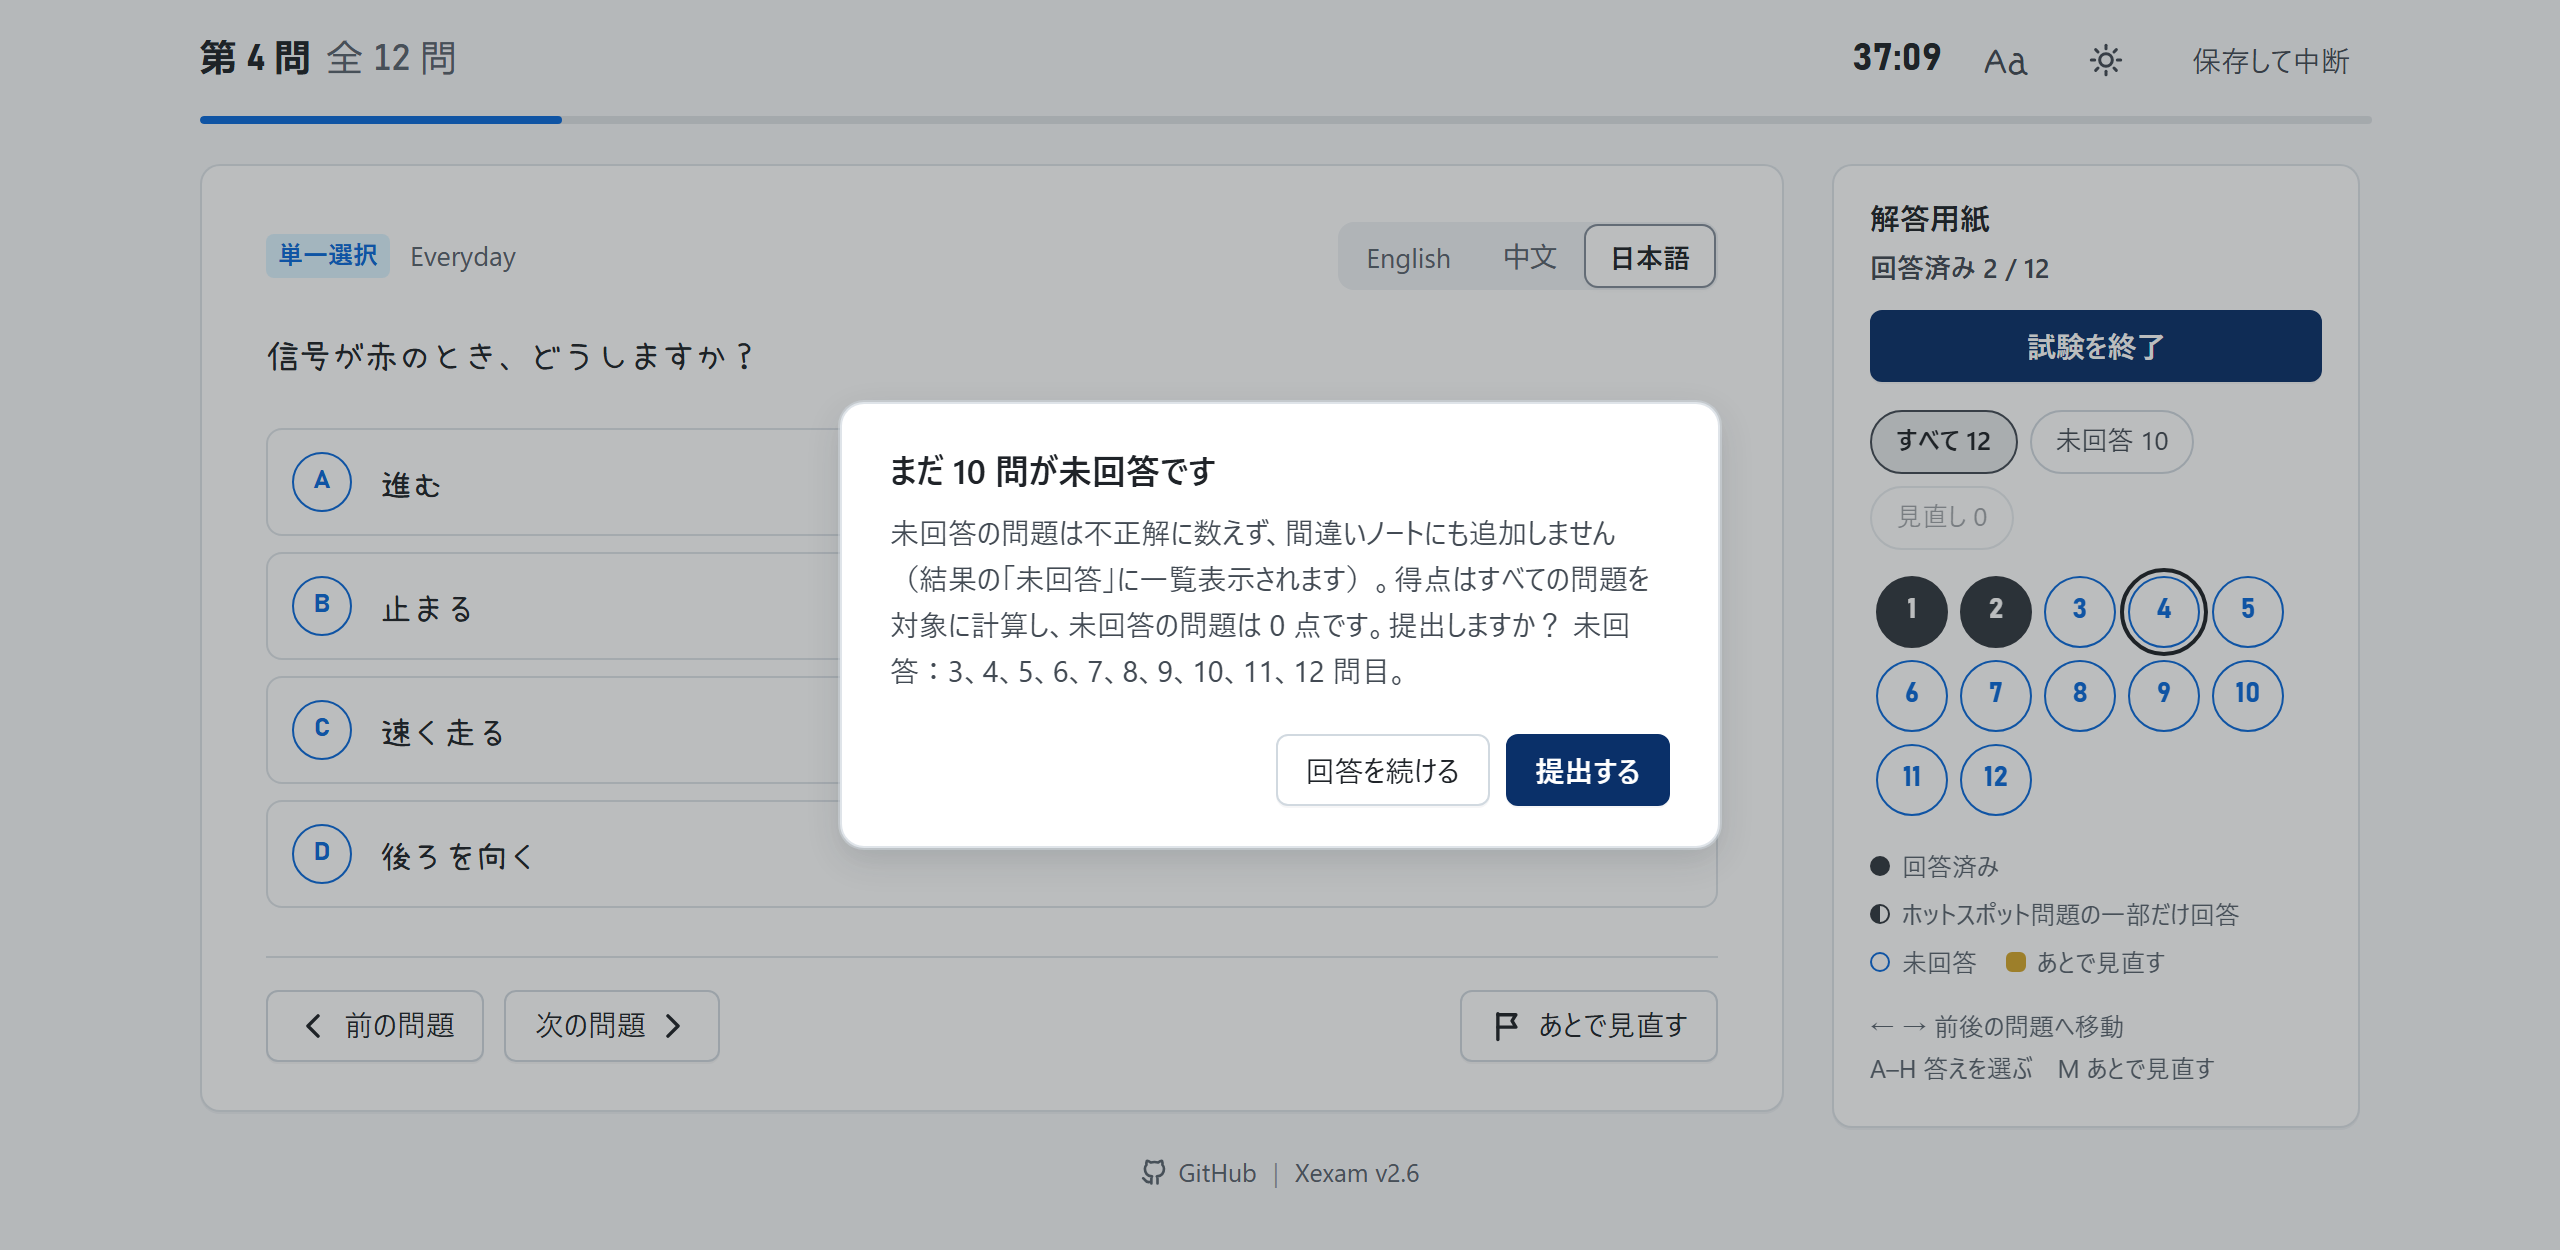 第 4 問 全 12 問
37:09 Aa 保存して中断
単一選択 Everyday
English 中文 日本語
信号が赤のとき、どうしますか？
A 進む
B 止まる
C 速く走る
D 後ろを向く
前の問題 次の問題 あとで見直す
まだ 10 問が未回答です
未回答の問題は不正解に数えず、間違いノートにも追加しません
（結果の「未回答」に一覧表示されます）。得点はすべての問題を
対象に計算し、未回答の問題は 0 点です。提出しますか？ 未回
答：3、4、5、6、7、8、9、10、11、12 問目。
回答を続ける 提出する
解答用紙
回答済み 2 / 12
試験を終了
すべて 12 未回答 10
見直し 0
1 2 3 4 5
6 7 8 9 10
11 12
回答済み
ホットスポット問題の一部だけ回答
未回答 あとで見直す
← → 前後の問題へ移動
A–H 答えを選ぶ M あとで見直す
GitHub | Xexam v2.6